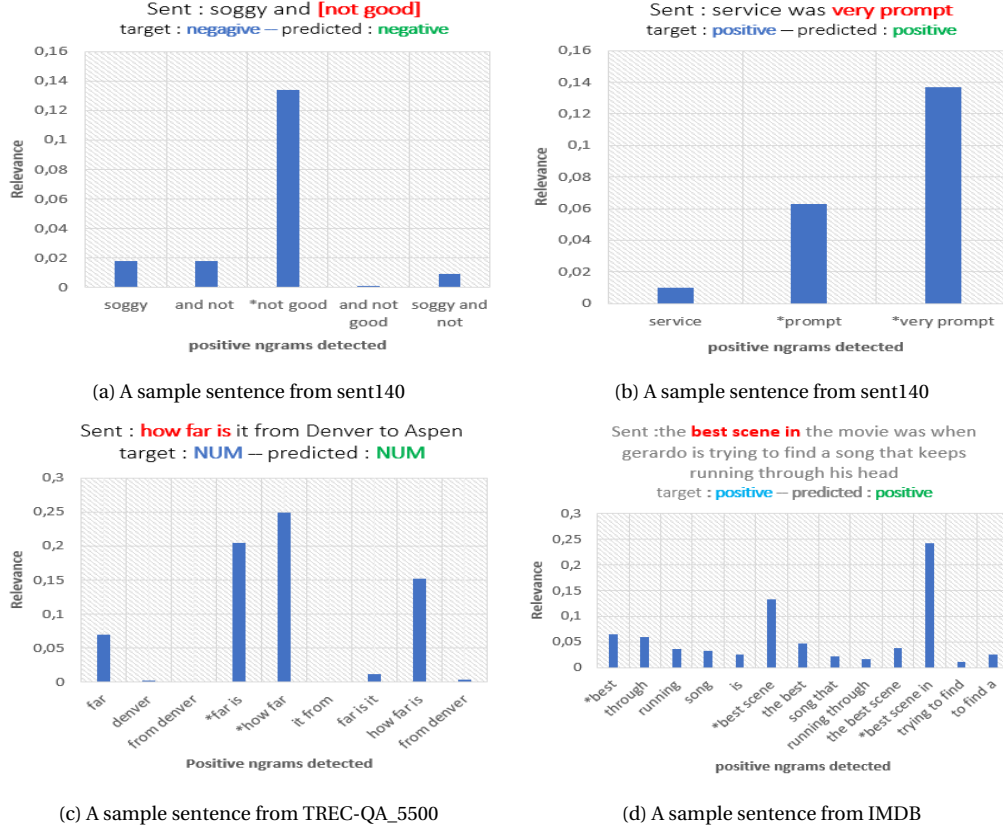 Sent : soggy and [not good]
target : negagive – predicted : negative
0,16
0,14
0,12
0,1
0,08
0,06
0,04
0,02
0
Relevance
soggy
and not
*not good
and not good
soggy and not
positive ngrams detected
(a) A sample sentence from sent140
Sent : service was very prompt
target : positive – predicted : positive
0,16
0,14
0,12
0,1
0,08
0,06
0,04
0,02
0
Relevance
service
*prompt
*very prompt
positive ngrams detected
(b) A sample sentence from sent140
Sent : how far is it from Denver to Aspen
target : NUM – predicted : NUM
0,3
0,25
0,2
0,15
0,1
0,05
0
Relevance
far
denver
from denver
*far is
*how far
it from
far is it
how far is
from denver
Positive ngrams detected
(c) A sample sentence from TREC-QA_5500
Sent :the best scene in the movie was when
gerardo is trying to find a song that keeps
running through his head
target : positive – predicted : positive
0,3
0,25
0,2
0,15
0,1
0,05
0
Relevance
*best
through
running
song
is
*best scene
the best
song that
running through
the best scene
*best scene in
trying to find
to find a
positive ngrams detected
(d) A sample sentence from IMDB